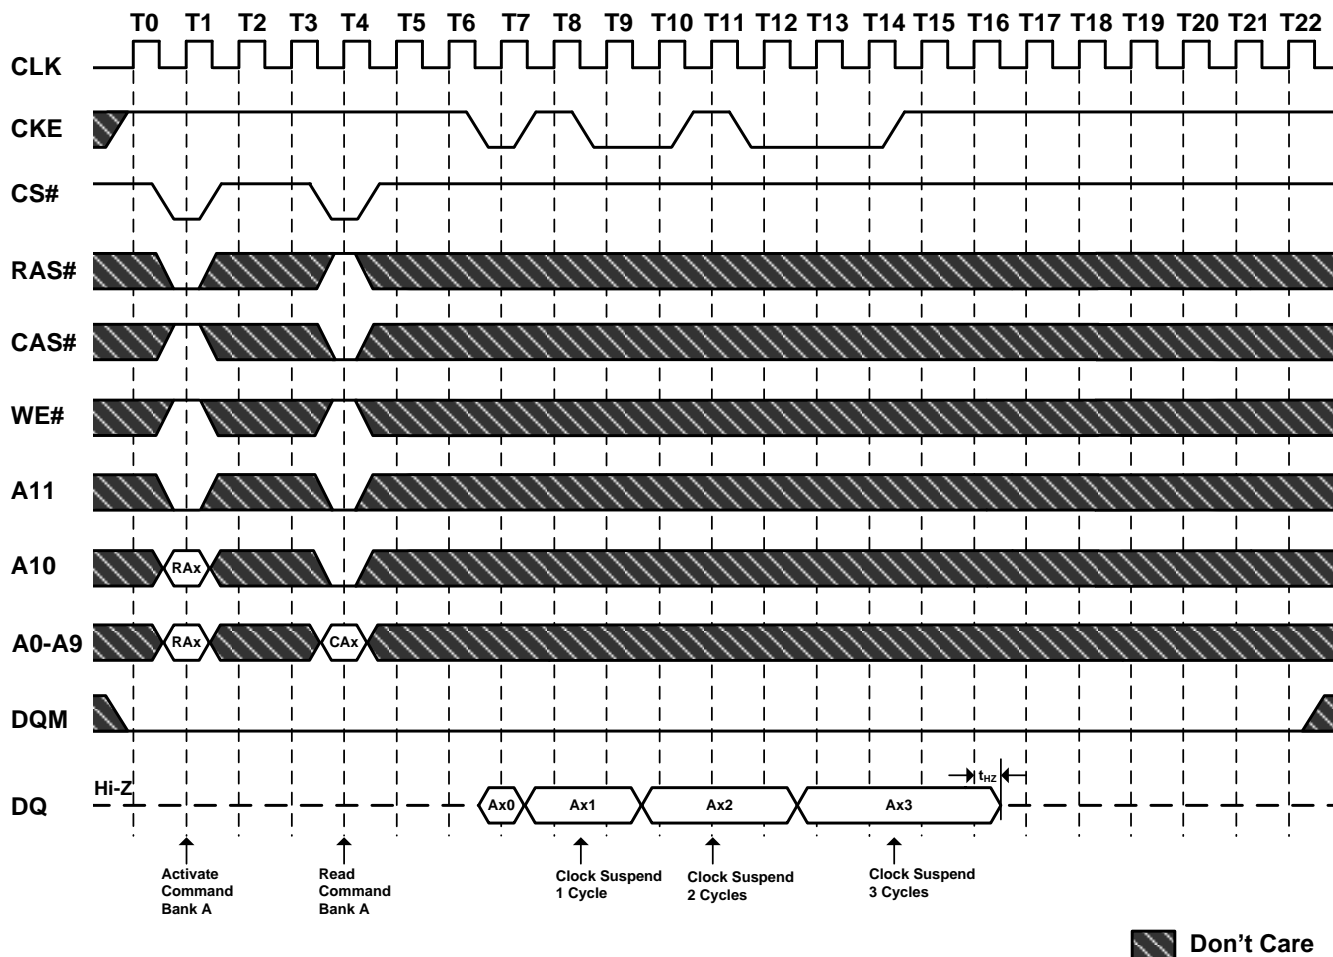 T0 T1 T2 T3 T4 T5 T6 T7 T8 T9 T10 T11 T12 T13 T14 T15 T16 T17 T18 T19 T20 T21 T22
CLK
CKE
CS#
RAS#
CAS#
WE#
A11
A10
RAx
A0-A9
RAx
CAx
DQM
Hi-Z
tHZ
DQ
Ax0
Ax1
Ax2
Ax3
Activate
Command
Bank A
Read
Command
Bank A
Clock Suspend
1 Cycle
Clock Suspend
2 Cycles
Clock Suspend
3 Cycles
Don't Care